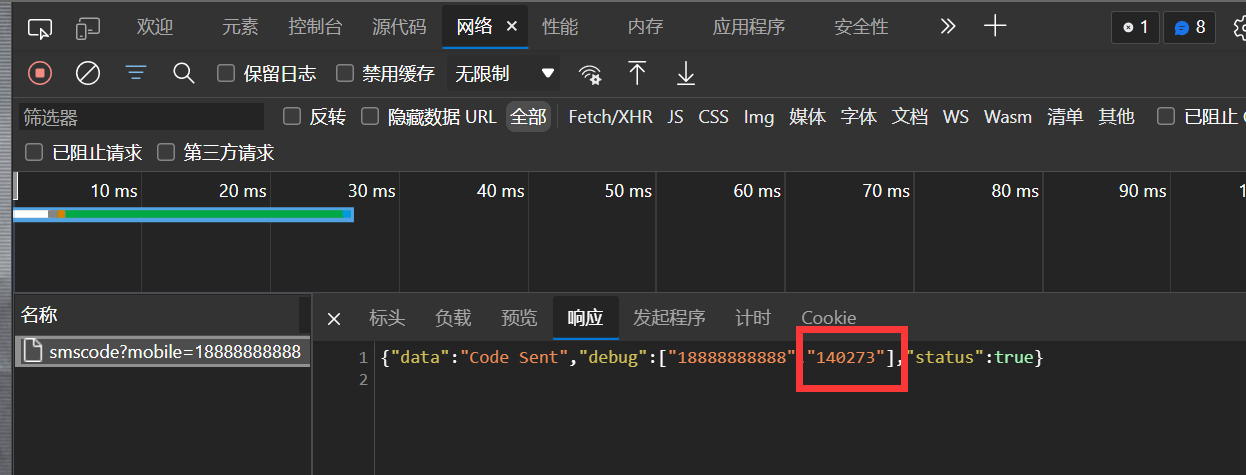 欢迎 元素 控制台 源代码 网络 × 性能 内存 应用程序 安全性 1 8
保留日志 禁用缓存 无限制
筛选器 反转 隐藏数据 URL 全部 Fetch/XHR JS CSS Img 媒体 字体 文档 WS Wasm 清单 其他 已阻止
已阻止请求 第三方请求
10 ms 20 ms 30 ms 40 ms 50 ms 60 ms 70 ms 80 ms 90 ms 1
名称 × 标头 负载 预览 响应 发起程序 计时 Cookie
smscode?mobile=18888888888 1 {"data":"Code Sent","debug":["18888888888","140273"],"status":true}
2